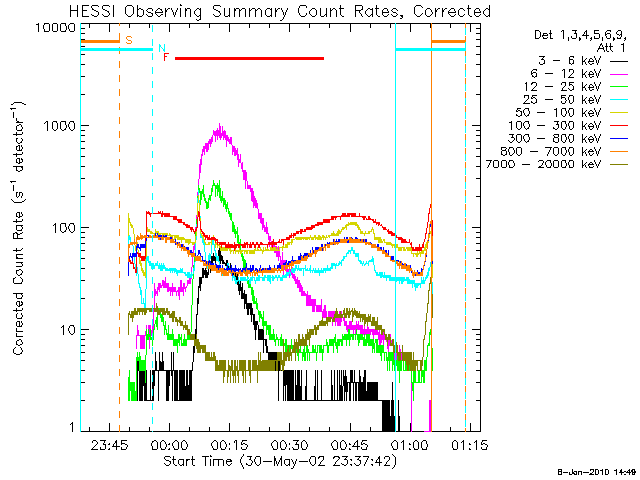 HESSI Observing Summary Count Rates, Corrected
Det 1,3,4,5,6,9,
Att 1
3 - 6 keV
6 - 12 keV
12 - 25 keV
25 - 50 keV
50 - 100 keV
100 - 300 keV
300 - 800 keV
800 - 7000 keV
7000 - 20000 keV
S
N
F
Corrected Count Rate (s⁻¹ detector⁻¹)
10000
1000
100
10
1
23:45 00:00 00:15 00:30 00:45 01:00 01:15
Start Time (30-May-02 23:37:42)
8-Jan-2010 14:49